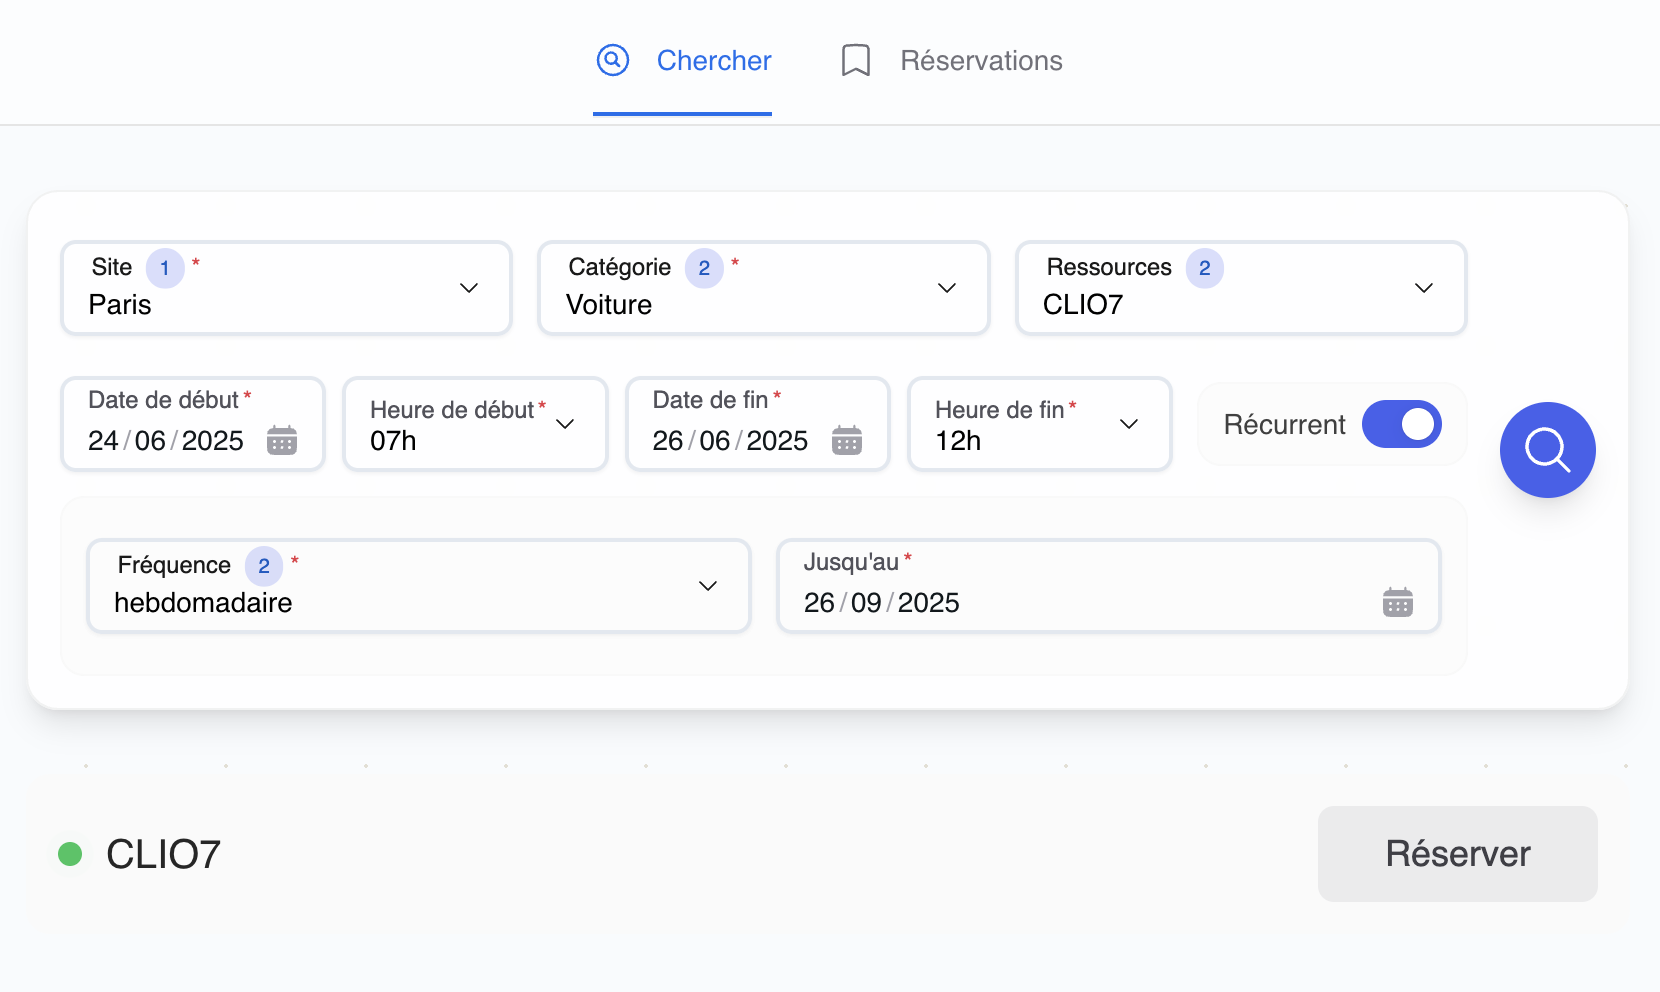 Chercher
Réservations
Site 1 *
Paris
Catégorie 2 *
Voiture
Ressources 2
CLIO7
Date de début *
24/06/2025
Heure de début *
07h
Date de fin *
26/06/2025
Heure de fin *
12h
Récurrent
Fréquence 2 *
hebdomadaire
Jusqu'au *
26/09/2025
CLIO7
Réserver